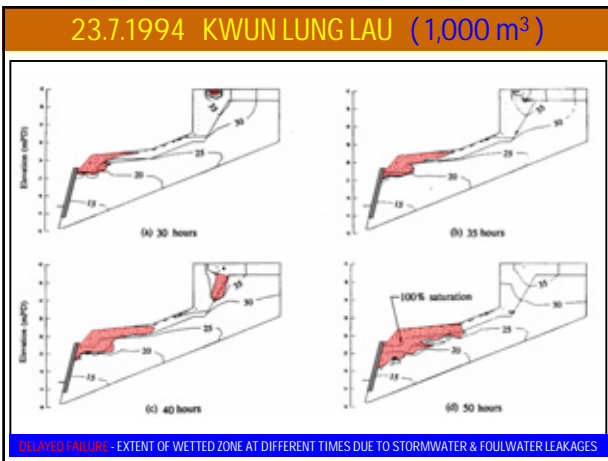 23.7.1994 KWUN LUNG LAU (1,000 m³)
Elevation (mPD)
35
30
25
20
15
(a) 30 hours
35
30
25
20
15
(b) 35 hours
Elevation (mPD)
35
30
25
20
15
(c) 40 hours
100% saturation
35
30
25
20
15
(d) 50 hours
DELAYED FAILURE - EXTENT OF WETTED ZONE AT DIFFERENT TIMES DUE TO STORMWATER & FOULWATER LEAKAGES